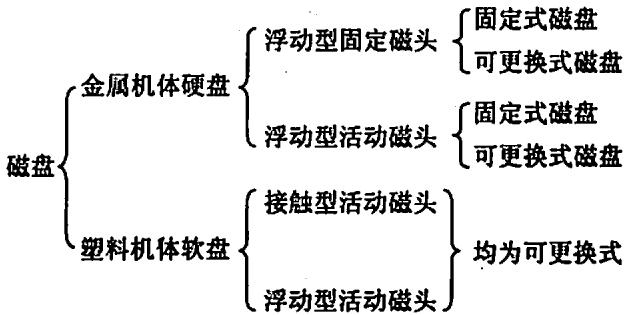 磁盘
金属机体硬盘
浮动型固定磁头
固定式磁盘
可更换式磁盘
浮动型活动磁头
固定式磁盘
可更换式磁盘
塑料机体软盘
接触型活动磁头
浮动型活动磁头
均为可更换式